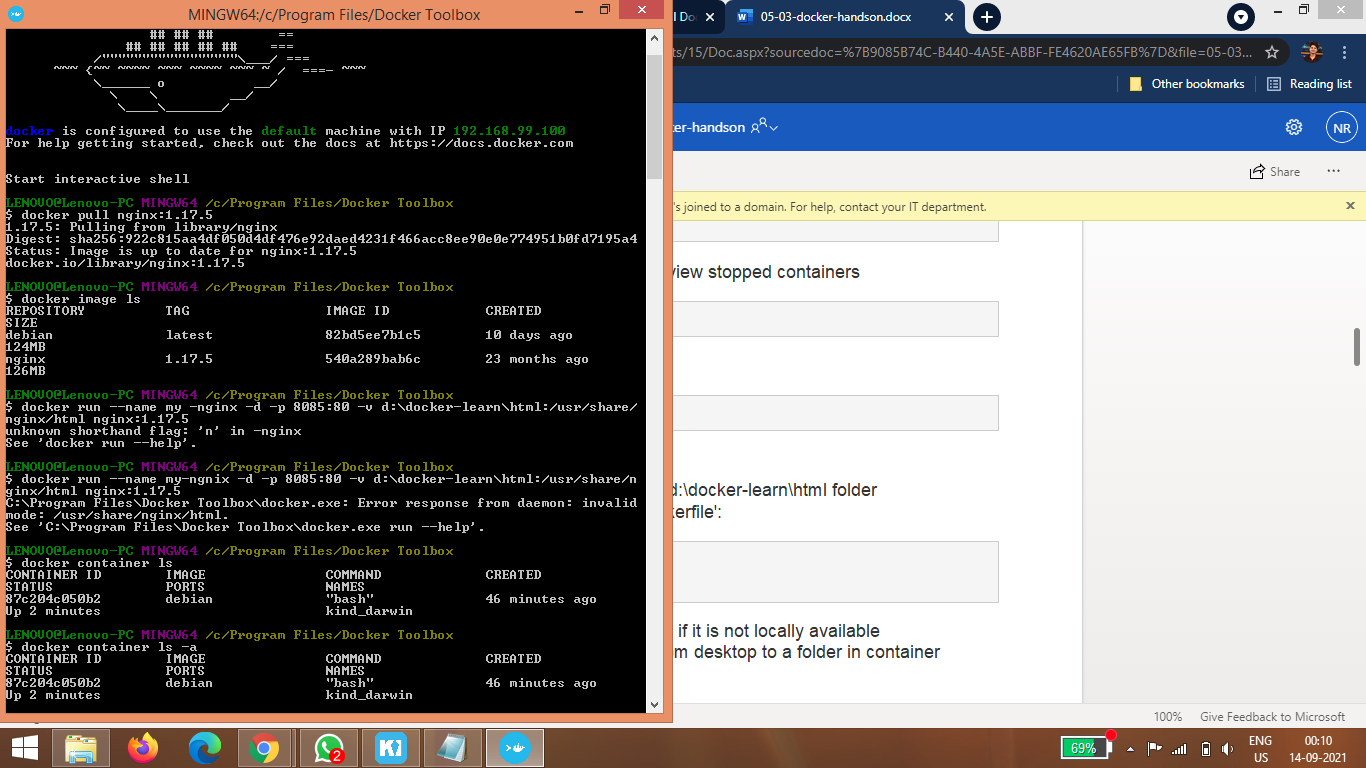 MINGW64:/c/Program Files/Docker Toolbox
## ## ## ==
## ## ## ## ## ===
/"""""""""""""""""\___/ ===
~~~ {~~ ~~~~ ~~~ ~~~~ ~~~ ~ / ===- ~~~
\______ o __/
\ \ __/
\____\_______/
docker is configured to use the default machine with IP 192.168.99.100
For help getting started, check out the docs at https://docs.docker.com
Start interactive shell
LENOVO@Lenovo-PC MINGW64 /c/Program Files/Docker Toolbox
$ docker pull nginx:1.17.5
1.17.5: Pulling from library/nginx
Digest: sha256:922c815aa4df050d4df476e92daed4231f466acc8ee90e0e774951b0fd7195a4
Status: Image is up to date for nginx:1.17.5
docker.io/library/nginx:1.17.5
LENOVO@Lenovo-PC MINGW64 /c/Program Files/Docker Toolbox
$ docker image ls
REPOSITORY TAG IMAGE ID CREATED
SIZE
debian latest 82bd5ee7b1c5 10 days ago
124MB
nginx 1.17.5 540a289bab6c 23 months ago
126MB
LENOVO@Lenovo-PC MINGW64 /c/Program Files/Docker Toolbox
$ docker run --name my -nginx -d -p 8085:80 -v d:\docker-learn\html:/usr/share/
nginx/html nginx:1.17.5
unknown shorthand flag: 'n' in -nginx
See 'docker run --help'.
LENOVO@Lenovo-PC MINGW64 /c/Program Files/Docker Toolbox
$ docker run --name my-ngnix -d -p 8085:80 -v d:\docker-learn\html:/usr/share/n
ginx/html nginx:1.17.5
C:\Program Files\Docker Toolbox\docker.exe: Error response from daemon: invalid
mode: /usr/share/nginx/html.
See 'C:\Program Files\Docker Toolbox\docker.exe run --help'.
LENOVO@Lenovo-PC MINGW64 /c/Program Files/Docker Toolbox
$ docker container ls
CONTAINER ID IMAGE COMMAND CREATED
STATUS PORTS NAMES
87c204c050b2 debian "bash" 46 minutes ago
Up 2 minutes kind_darwin
LENOVO@Lenovo-PC MINGW64 /c/Program Files/Docker Toolbox
$ docker container ls -a
CONTAINER ID IMAGE COMMAND CREATED
STATUS PORTS NAMES
87c204c050b2 debian "bash" 46 minutes ago
Up 2 minutes kind_darwin
l Do
05-03-docker-handson.docx
ts/15/Doc.aspx?sourcedoc=%7B9085B74C-B440-4A5E-ABBF-FE4620AE65FB%7D&file=05-03...
Other bookmarks
Reading list
ker-handson
NR
Share
's joined to a domain. For help, contact your IT department.
view stopped containers
d:\docker-learn\html folder
kerfile':
if it is not locally available
m desktop to a folder in container
100% Give Feedback to Microsoft
2
69%
ENG
US
00:10
14-09-2021